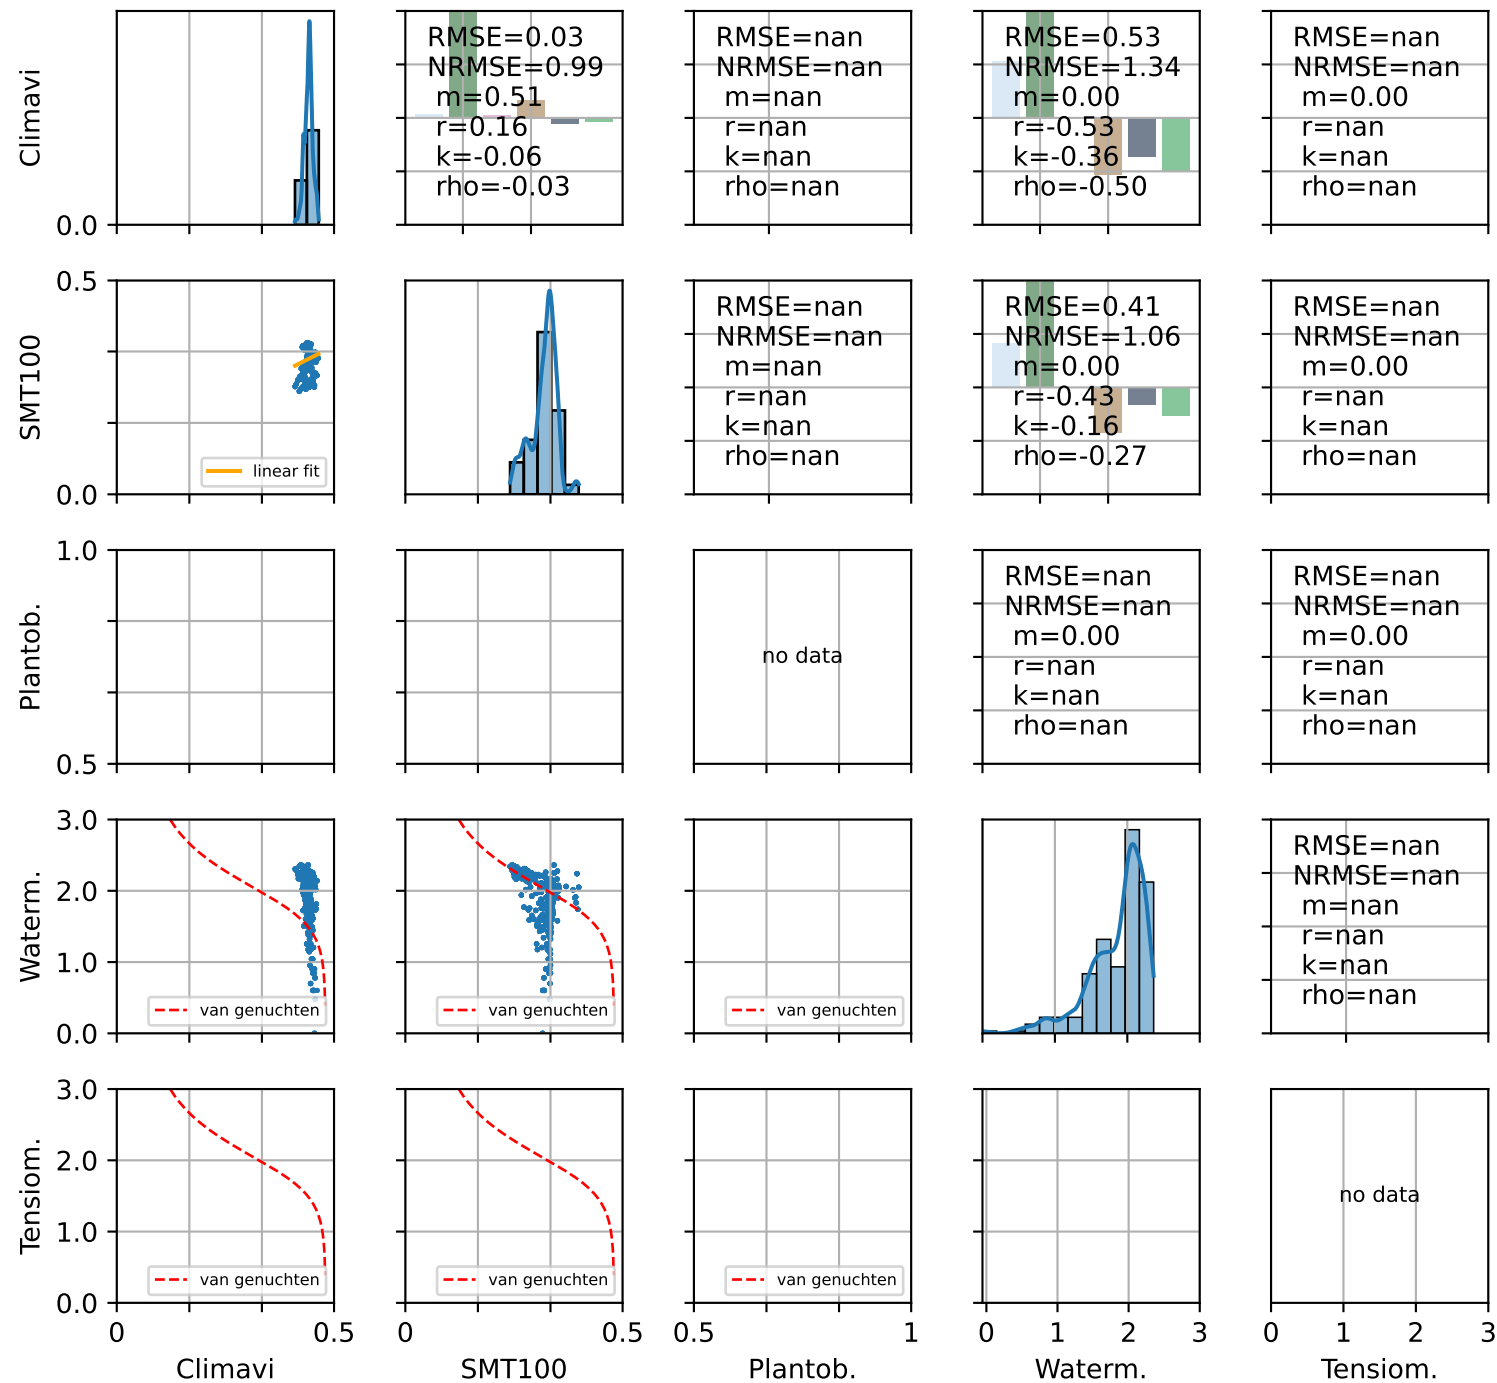 Climavi
0.0
RMSE=0.03
NRMSE=0.99
m=0.51
r=0.16
k=-0.06
rho=-0.03
RMSE=nan
NRMSE=nan
m=nan
r=nan
k=nan
rho=nan
RMSE=0.53
NRMSE=1.34
m=0.00
r=-0.53
k=-0.36
rho=-0.50
RMSE=nan
NRMSE=nan
m=0.00
r=nan
k=nan
rho=nan
SMT100
0.5
0.0
linear fit
RMSE=nan
NRMSE=nan
m=nan
r=nan
k=nan
rho=nan
RMSE=0.41
NRMSE=1.06
m=0.00
r=-0.43
k=-0.16
rho=-0.27
RMSE=nan
NRMSE=nan
m=0.00
r=nan
k=nan
rho=nan
Plantob.
1.0
0.5
no data
RMSE=nan
NRMSE=nan
m=0.00
r=nan
k=nan
rho=nan
RMSE=nan
NRMSE=nan
m=0.00
r=nan
k=nan
rho=nan
Waterm.
3.0
2.0
1.0
0.0
van genuchten
van genuchten
van genuchten
RMSE=nan
NRMSE=nan
m=nan
r=nan
k=nan
rho=nan
Tensiom.
3.0
2.0
1.0
0.0
van genuchten
van genuchten
van genuchten
no data
0 0.5
0 0.5
0.5 1
0 1 2 3
0 1 2 3
Climavi
SMT100
Plantob.
Waterm.
Tensiom.